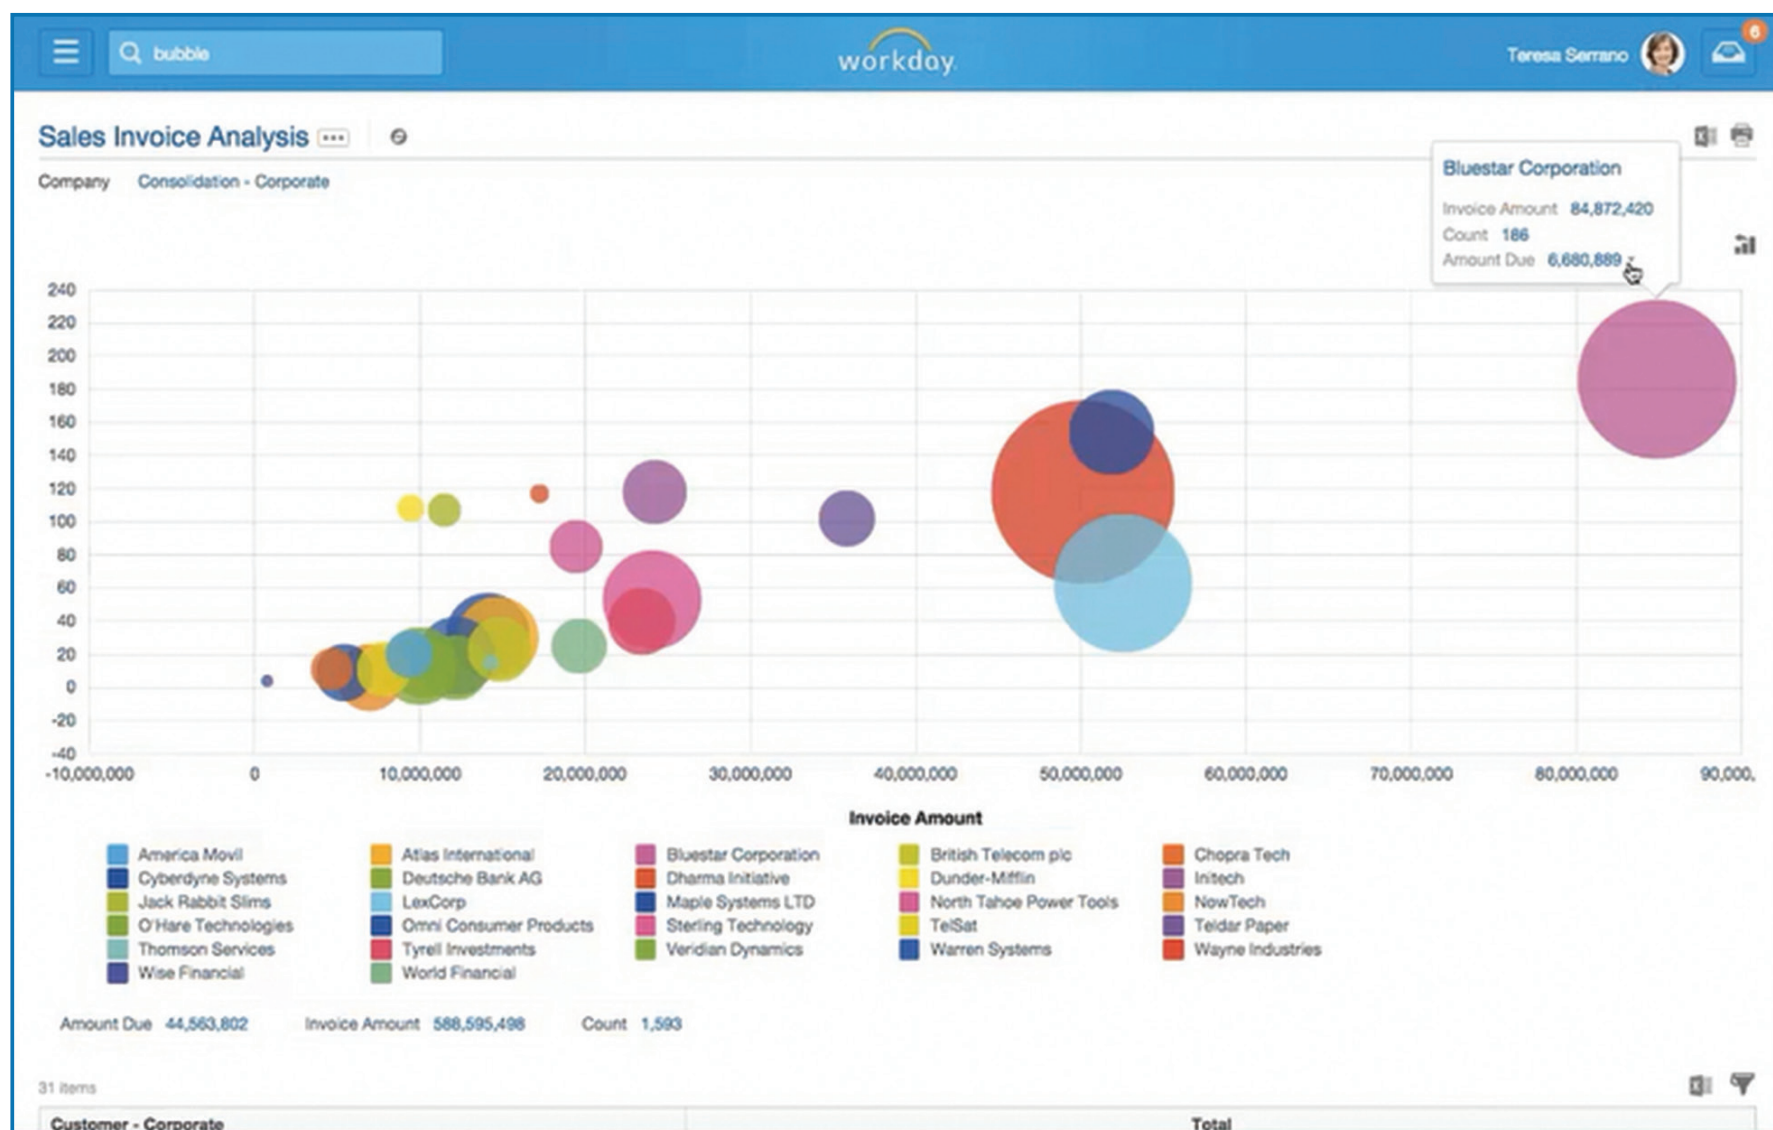 bubble
workday.
Teresa Serrano
6
Sales Invoice Analysis
Company Consolidation - Corporate
Bluestar Corporation
Invoice Amount 84,872,420
Count 186
Amount Due 6,680,889
240
220
200
180
160
140
120
100
80
60
40
20
0
-20
-40
-10,000,000 0 10,000,000 20,000,000 30,000,000 40,000,000 50,000,000 60,000,000 70,000,000 80,000,000 90,000,
Invoice Amount
America Movil Atlas International Bluestar Corporation British Telecom plc Chopra Tech
Cyberdyne Systems Deutsche Bank AG Dharma Initiative Dunder-Mifflin Initech
Jack Rabbit Slims LexCorp Maple Systems LTD North Tahoe Power Tools NowTech
O'Hare Technologies Omni Consumer Products Sterling Technology TelSat Teldar Paper
Thomson Services Tyrell Investments Veridian Dynamics Warren Systems Wayne Industries
Wise Financial World Financial
Amount Due 44,563,802 Invoice Amount 588,595,498 Count 1,593
31 items
Customer - Corporate Total